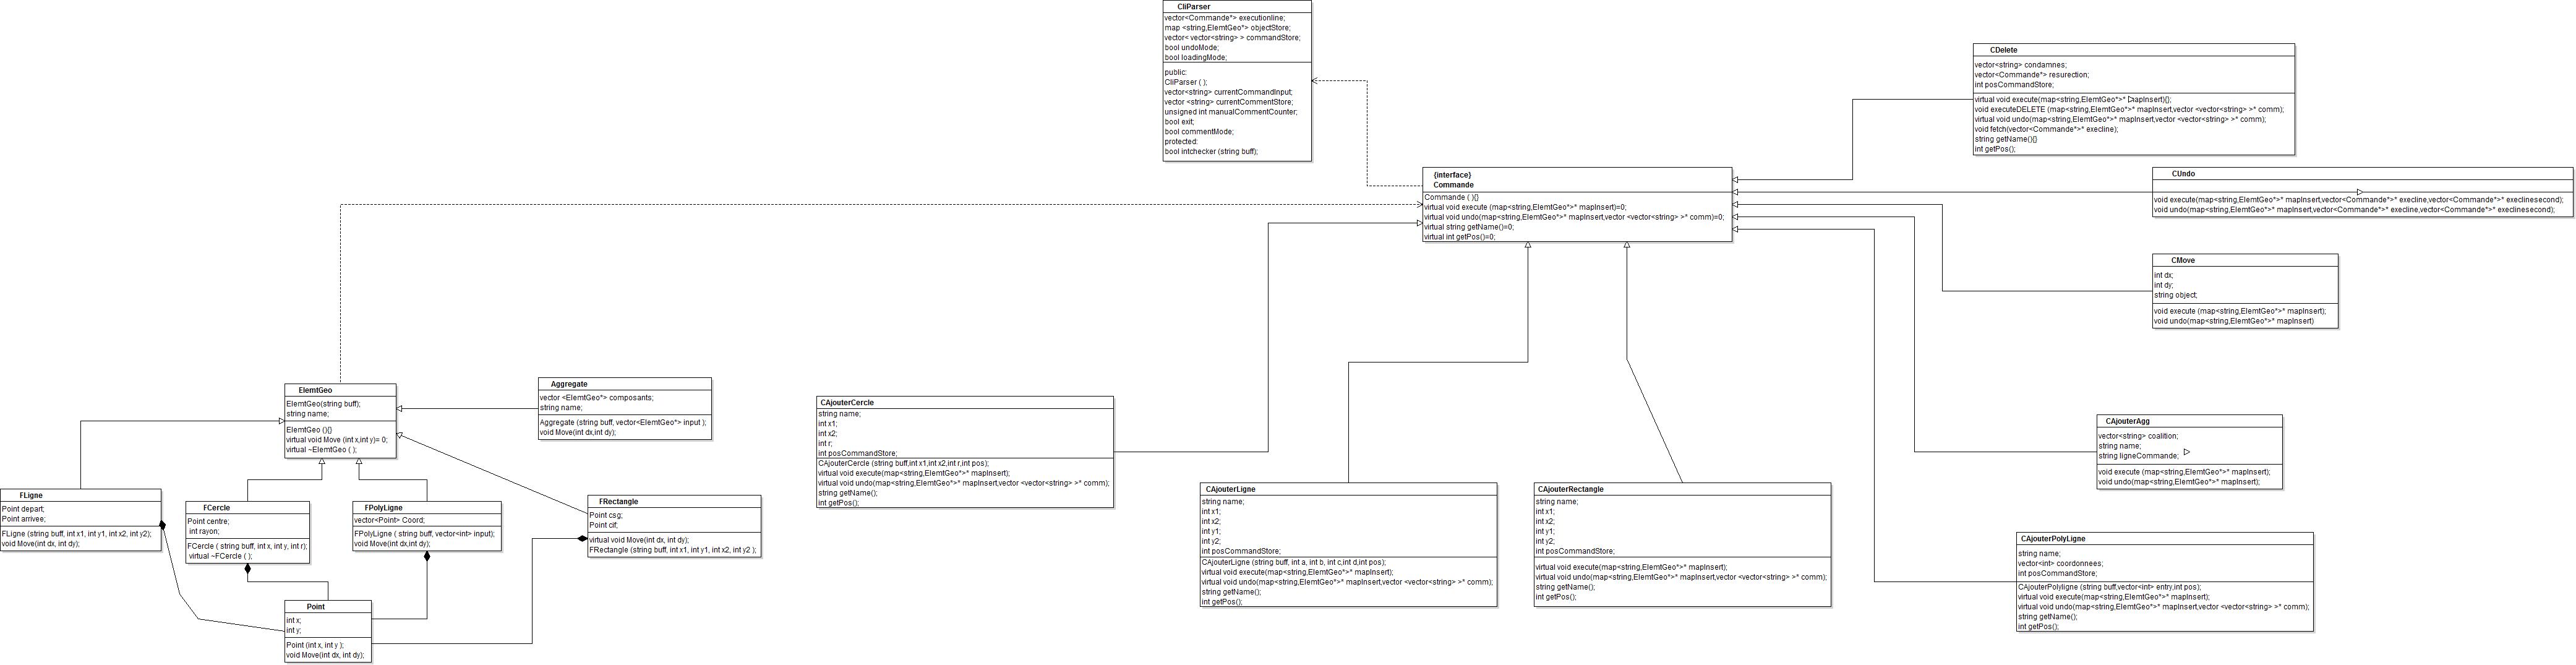 CliParser
vector<Commande*> executionline;
map <string,ElemtGeo*> objectStore;
vector< vector<string> > commandStore;
bool undoMode;
bool loadingMode;
public:
CliParser ( );
vector<string> currentCommandInput;
vector <string> currentCommentStore;
unsigned int manualCommentCounter;
bool exit;
bool commentMode;
protected:
bool intchecker (string buff);
CDelete
vector<string> condamnes;
vector<Commande*> resurection;
int posCommandStore;
virtual void execute(map<string,ElemtGeo*>* mapInsert){};
void executeDELETE (map<string,ElemtGeo*>* mapInsert,vector <vector<string> >* comm);
virtual void undo(map<string,ElemtGeo*>* mapInsert,vector <vector<string> >* comm);
void fetch(vector<Commande*>* execline);
string getName(){}
int getPos();
{interface}
Commande
Commande ( ){}
virtual void execute (map<string,ElemtGeo*>* mapInsert)=0;
virtual void undo(map<string,ElemtGeo*>* mapInsert,vector <vector<string> >* comm)=0;
virtual string getName()=0;
virtual int getPos()=0;
CUndo
void execute(map<string,ElemtGeo*>* mapInsert,vector<Commande*>* execline,vector<Commande*>* execlinesecond);
void undo(map<string,ElemtGeo*>* mapInsert,vector<Commande*>* execline,vector<Commande*>* execlinesecond);
CMove
int dx;
int dy;
string object;
void execute (map<string,ElemtGeo*>* mapInsert);
void undo(map<string,ElemtGeo*>* mapInsert)
ElemtGeo
ElemtGeo(string buff);
string name;
ElemtGeo (){}
virtual void Move (int x,int y)= 0;
virtual ~ElemtGeo ( );
Aggregate
vector <ElemtGeo*> composants;
string name;
Aggregate (string buff, vector<ElemtGeo*> input );
void Move(int dx,int dy);
CAjouterCercle
string name;
int x1;
int x2;
int r;
int posCommandStore;
CAjouterCercle (string buff,int x1,int x2,int r,int pos);
virtual void execute(map<string,ElemtGeo*>* mapInsert);
virtual void undo(map<string,ElemtGeo*>* mapInsert,vector <vector<string> >* comm);
string getName();
int getPos();
CAjouterAgg
vector<string> coalition;
string name;
string ligneCommande;
void execute (map<string,ElemtGeo*>* mapInsert);
void undo(map<string,ElemtGeo*>* mapInsert);
FLigne
Point depart;
Point arrivee;
FLigne (string buff, int x1, int y1, int x2, int y2);
void Move(int dx, int dy);
FCercle
Point centre;
int rayon;
FCercle ( string buff, int x, int y, int r);
virtual ~FCercle ( );
FPolyLigne
vector<Point> Coord;
FPolyLigne ( string buff, vector<int> input);
void Move(int dx,int dy);
FRectangle
Point csg;
Point cif;
virtual void Move(int dx, int dy);
FRectangle (string buff, int x1, int y1, int x2, int y2 );
CAjouterLigne
string name;
int x1;
int x2;
int y1;
int y2;
int posCommandStore;
CAjouterLigne (string buff, int a, int b, int c,int d,int pos);
virtual void execute(map<string,ElemtGeo*>* mapInsert);
virtual void undo(map<string,ElemtGeo*>* mapInsert,vector <vector<string> >* comm);
string getName();
int getPos();
CAjouterRectangle
string name;
int x1;
int x2;
int y1;
int y2;
int posCommandStore;
virtual void execute(map<string,ElemtGeo*>* mapInsert);
virtual void undo(map<string,ElemtGeo*>* mapInsert,vector <vector<string> >* comm);
string getName();
int getPos();
CAjouterPolyLigne
string name;
vector<int> coordonnees;
int posCommandStore;
CAjouterPolyligne (string buff,vector<int> entry,int pos);
virtual void execute(map<string,ElemtGeo*>* mapInsert);
virtual void undo(map<string,ElemtGeo*>* mapInsert,vector <vector<string> >* comm);
string getName();
int getPos();
Point
int x;
int y;
Point (int x, int y );
void Move(int dx, int dy);